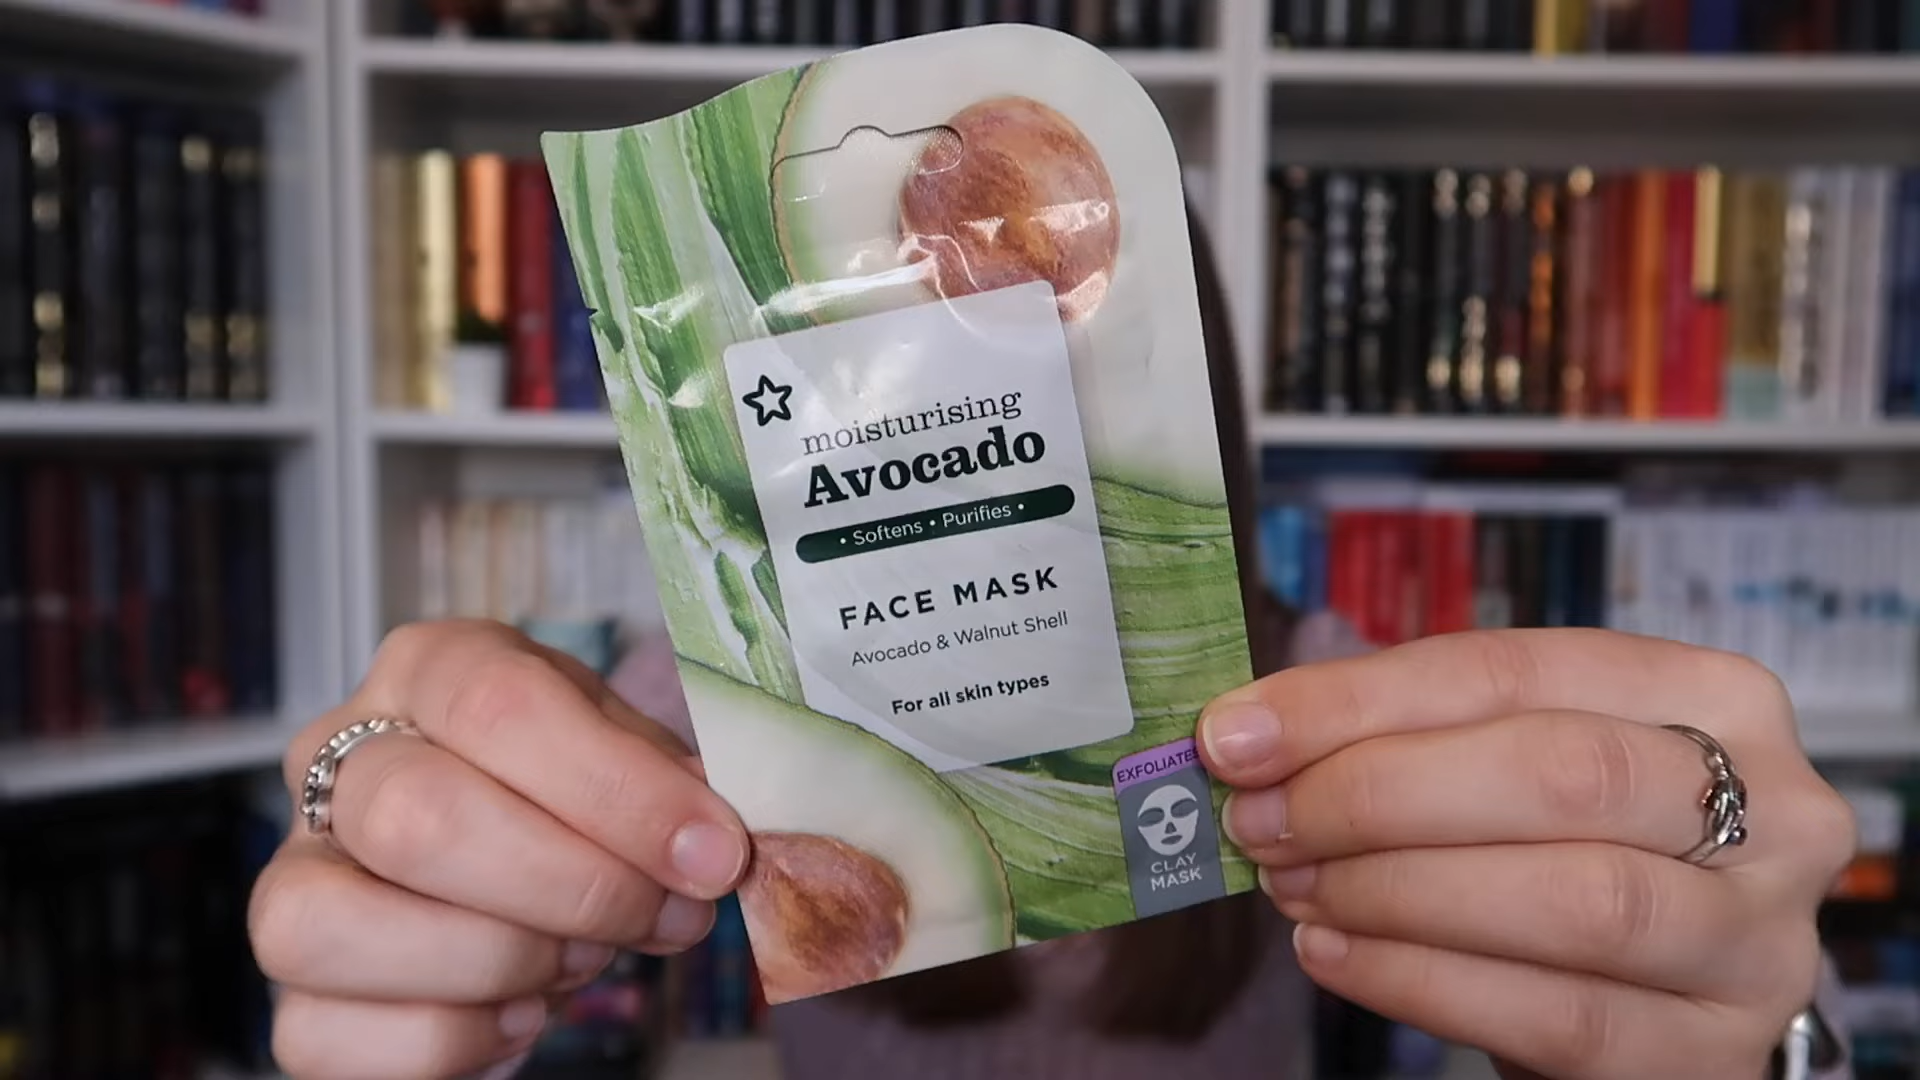 moisturising
Avocado
• Softens • Purifies •
FACE MASK
Avocado & Walnut Shell
For all skin types
EXFOLIATES
CLAY
MASK